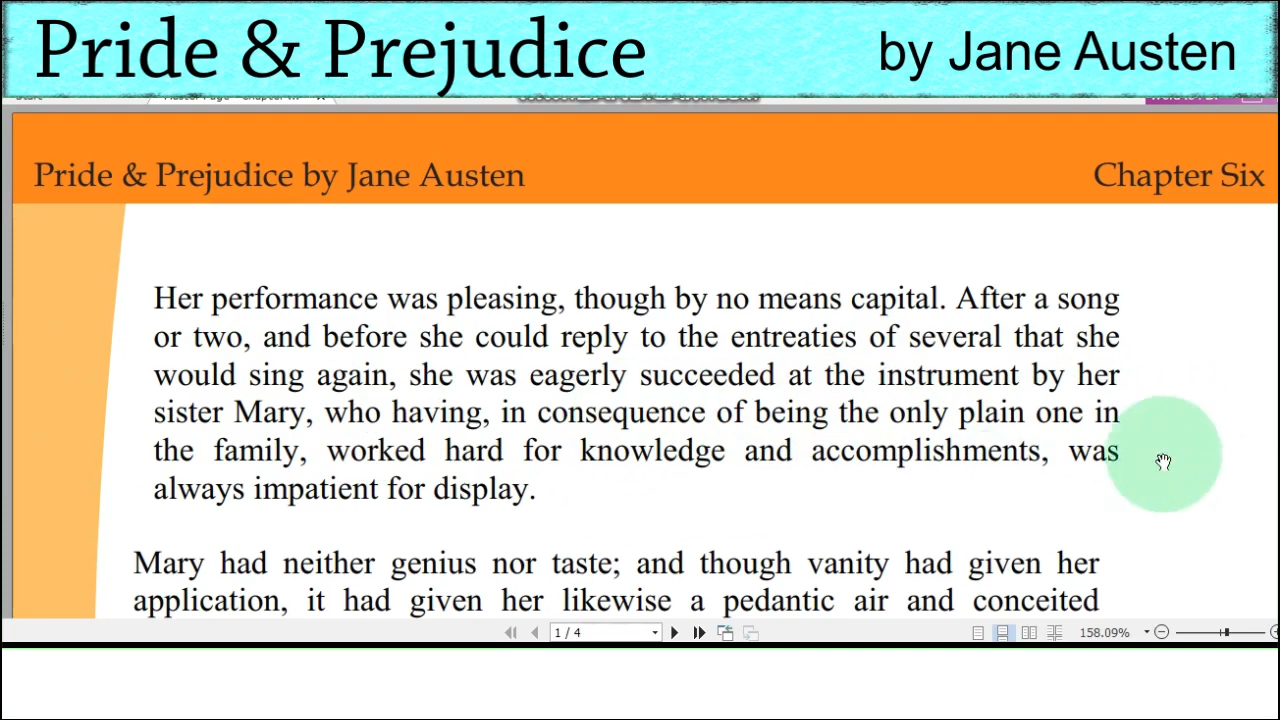 Pride & Prejudice by Jane Austen
Pride & Prejudice by Jane Austen Chapter Six
Her performance was pleasing, though by no means capital. After a song
or two, and before she could reply to the entreaties of several that she
would sing again, she was eagerly succeeded at the instrument by her
sister Mary, who having, in consequence of being the only plain one in
the family, worked hard for knowledge and accomplishments, was
always impatient for display.
Mary had neither genius nor taste; and though vanity had given her
application, it had given her likewise a pedantic air and conceited
1 / 4 158.09%